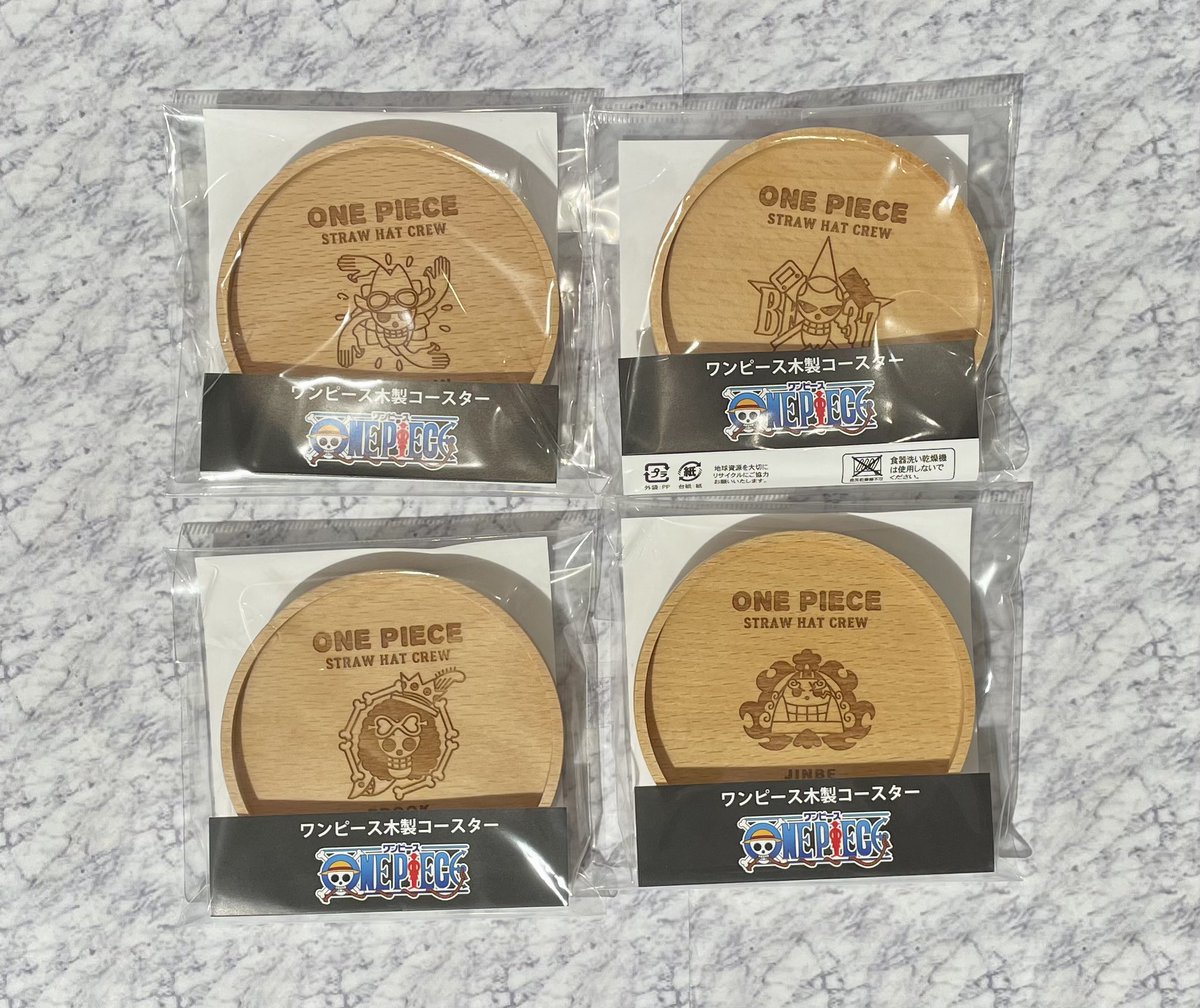 ONE PIECE
STRAW HAT CREW
ワンピース木製コースター
ワンピース
ONE PIECE
ONE PIECE
STRAW HAT CREW
37
ワンピース木製コースター
ワンピース
ONE PIECE
プラ
外袋:PP
紙
台紙:紙
地球資源を大切に
リサイクルにご協力
お願いいたします。
食器洗い乾燥機
は使用しないで
ください。
ONE PIECE
STRAW HAT CREW
BROOK
ワンピース木製コースター
ワンピース
ONE PIECE
ONE PIECE
STRAW HAT CREW
JINBE
ワンピース木製コースター
ワンピース
ONE PIECE